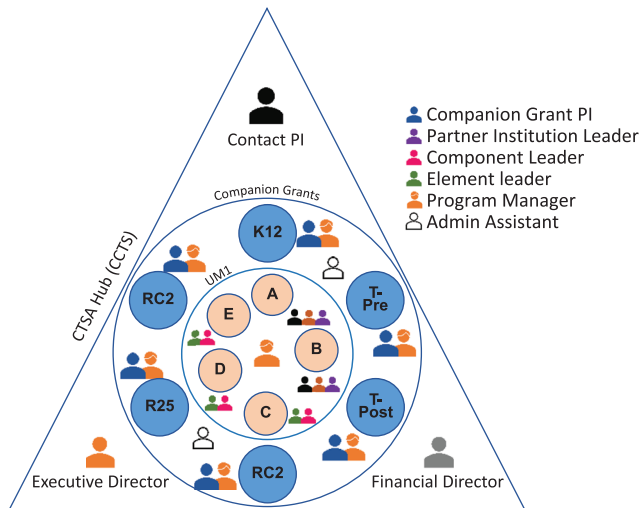 Contact PI
Companion Grant PI
Partner Institution Leader
Component Leader
Element leader
Program Manager
Admin Assistant
CTSA Hub (CCTS)
Companion Grants
K12
UM1
RC2
A
T-
Pre
E
B
D
R25
C
T-
Post
RC2
Executive Director
Financial Director